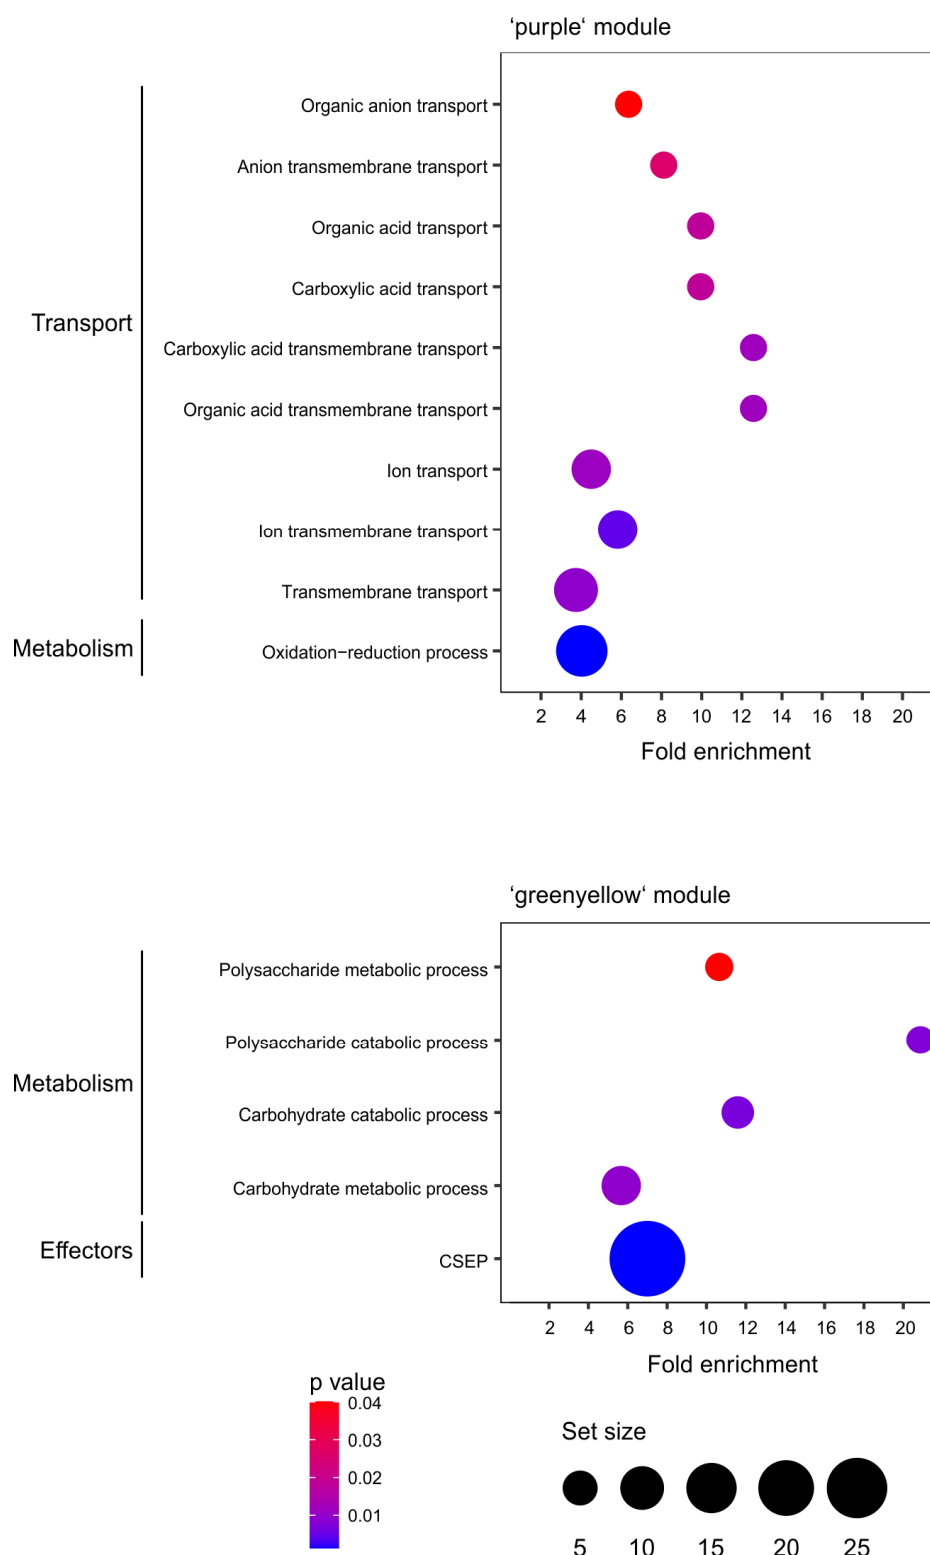 ‘purple‘ module
Organic anion transport
Anion transmembrane transport
Organic acid transport
Carboxylic acid transport
Transport
Carboxylic acid transmembrane transport
Organic acid transmembrane transport
Ion transport
Ion transmembrane transport
Transmembrane transport
Metabolism
Oxidation−reduction process
2 4 6 8 10 12 14 16 18 20
Fold enrichment
‘greenyellow‘ module
Polysaccharide metabolic process
Polysaccharide catabolic process
Metabolism
Carbohydrate catabolic process
Carbohydrate metabolic process
Effectors
CSEP
2 4 6 8 10 12 14 16 18 20
Fold enrichment
p value
0.04
0.03
0.02
0.01
Set size
5 10 15 20 25